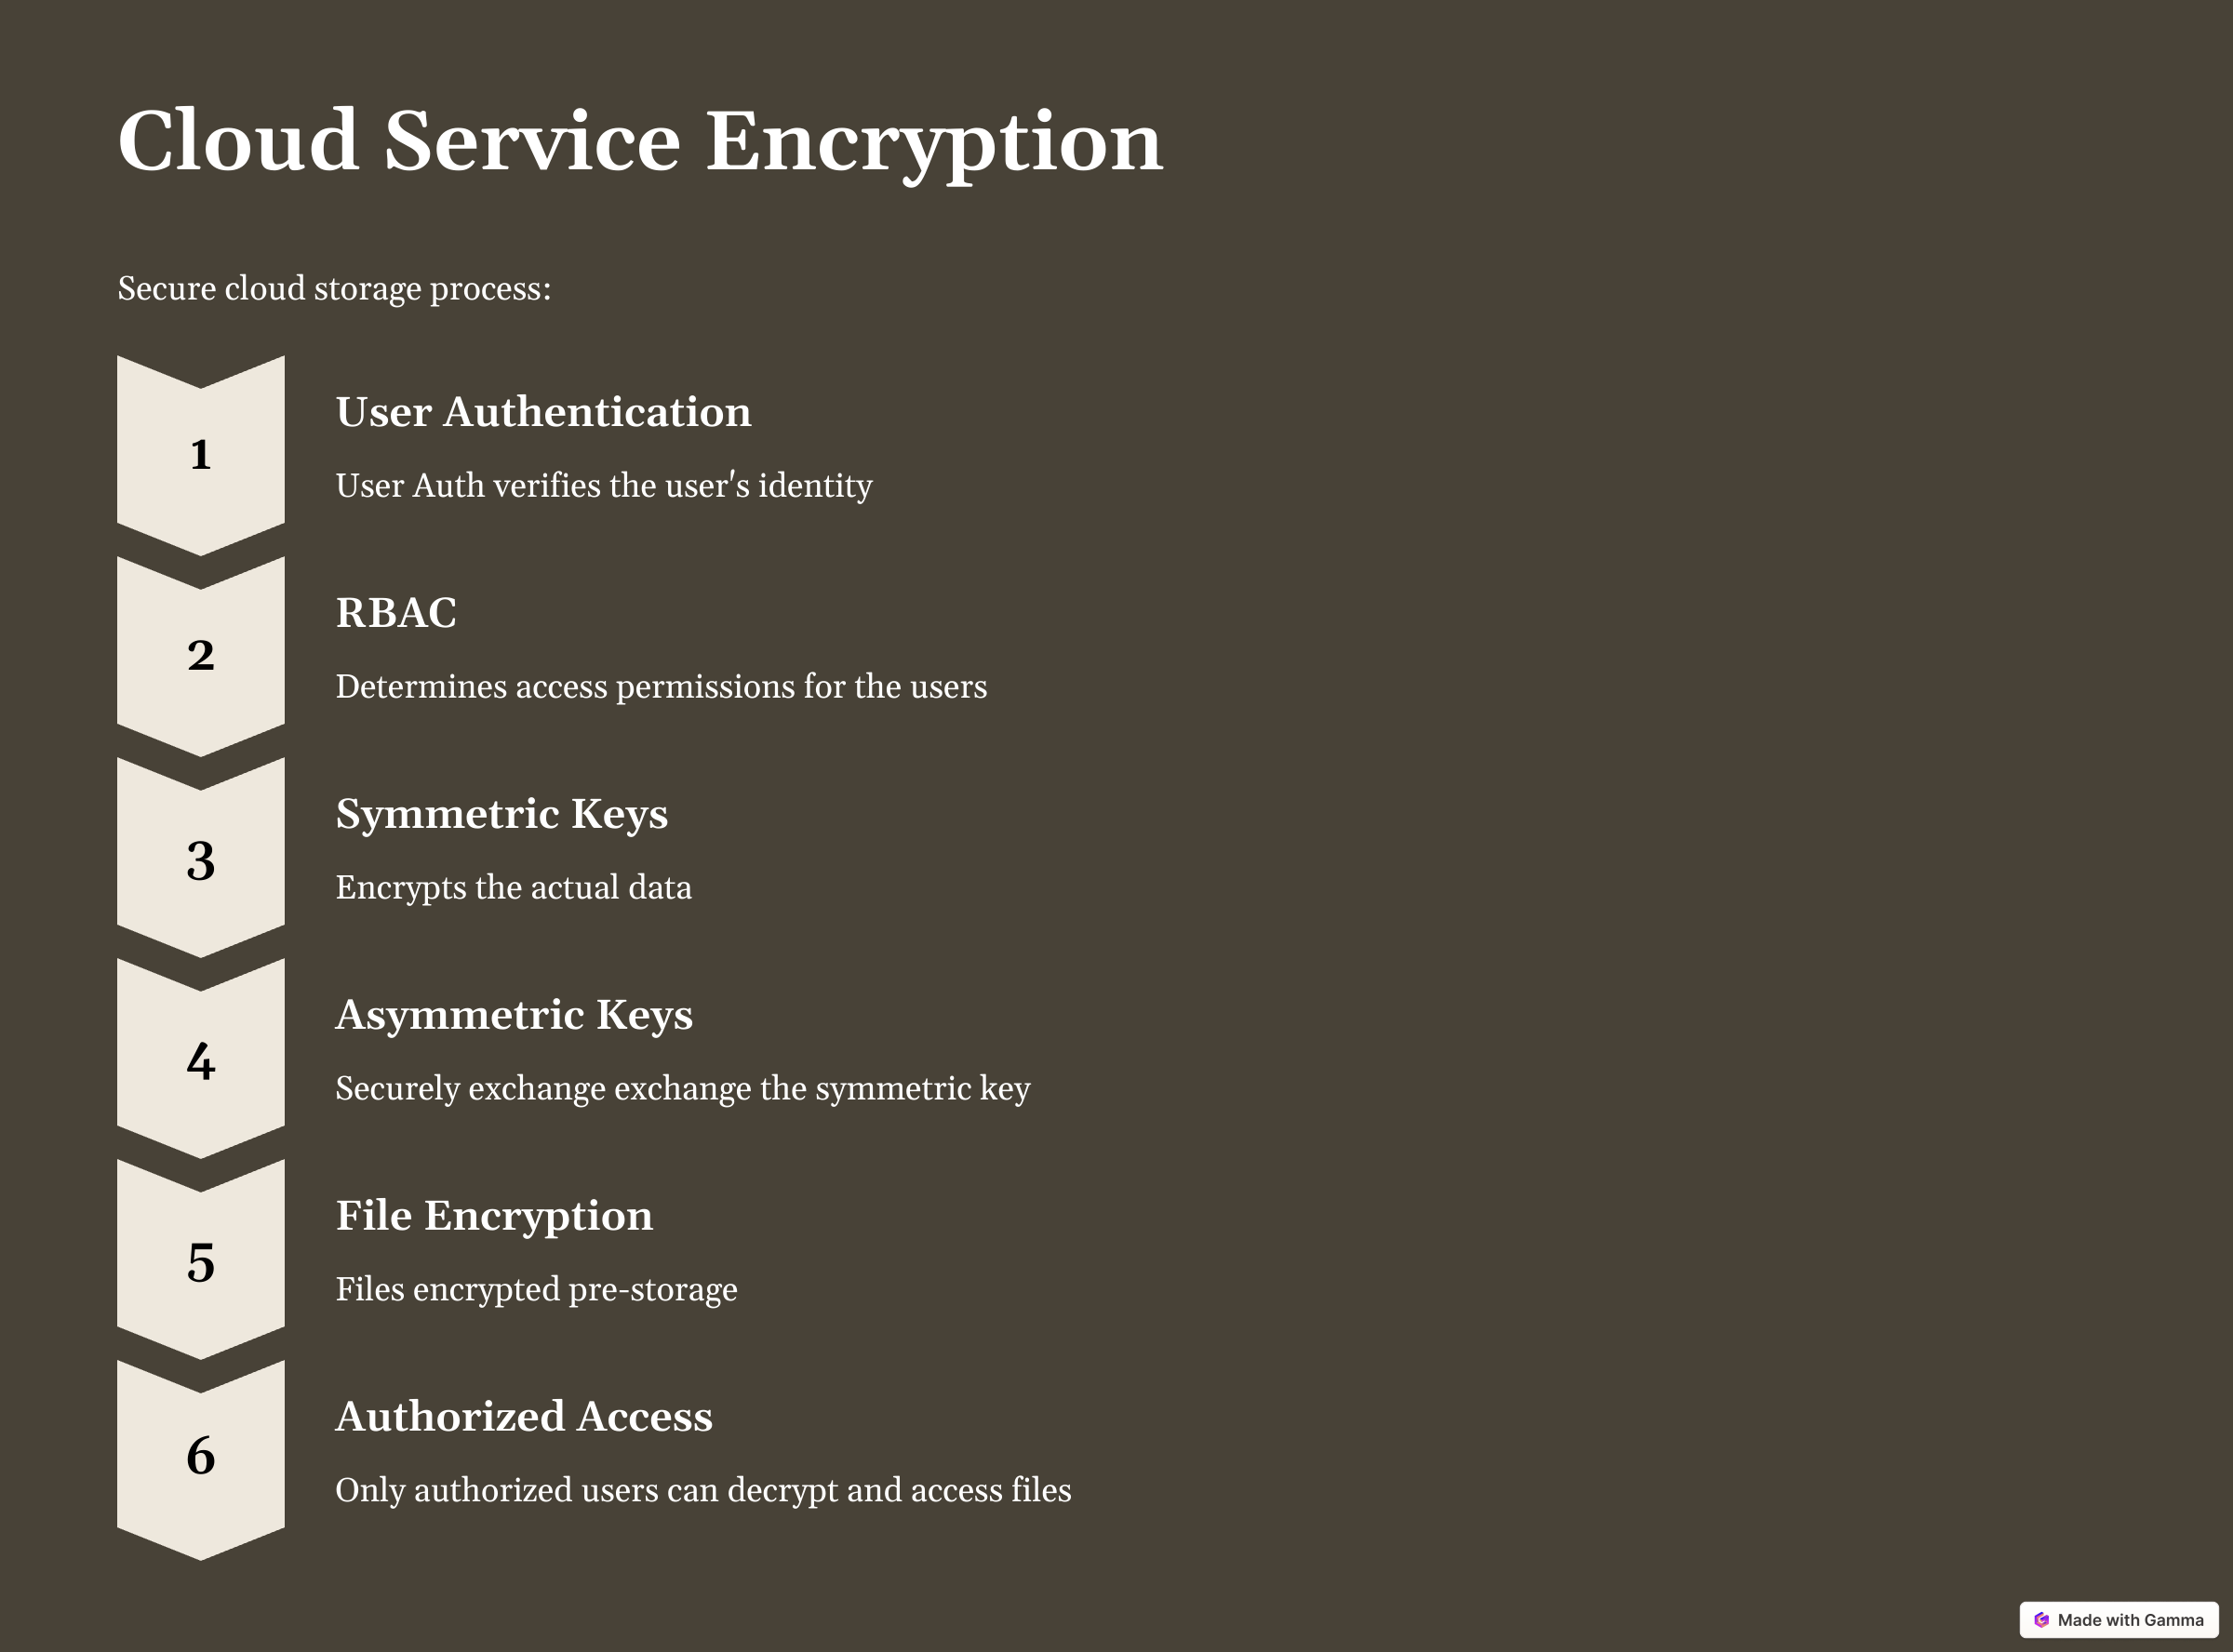 Cloud Service Encryption
Secure cloud storage process:
1
User Authentication
User Auth verifies the user's identity
2
RBAC
Determines access permissions for the users
3
Symmetric Keys
Encrypts the actual data
4
Asymmetric Keys
Securely exchange exchange the symmetric key
5
File Encryption
Files encrypted pre-storage
6
Authorized Access
Only authorized users can decrypt and access files
Made with Gamma